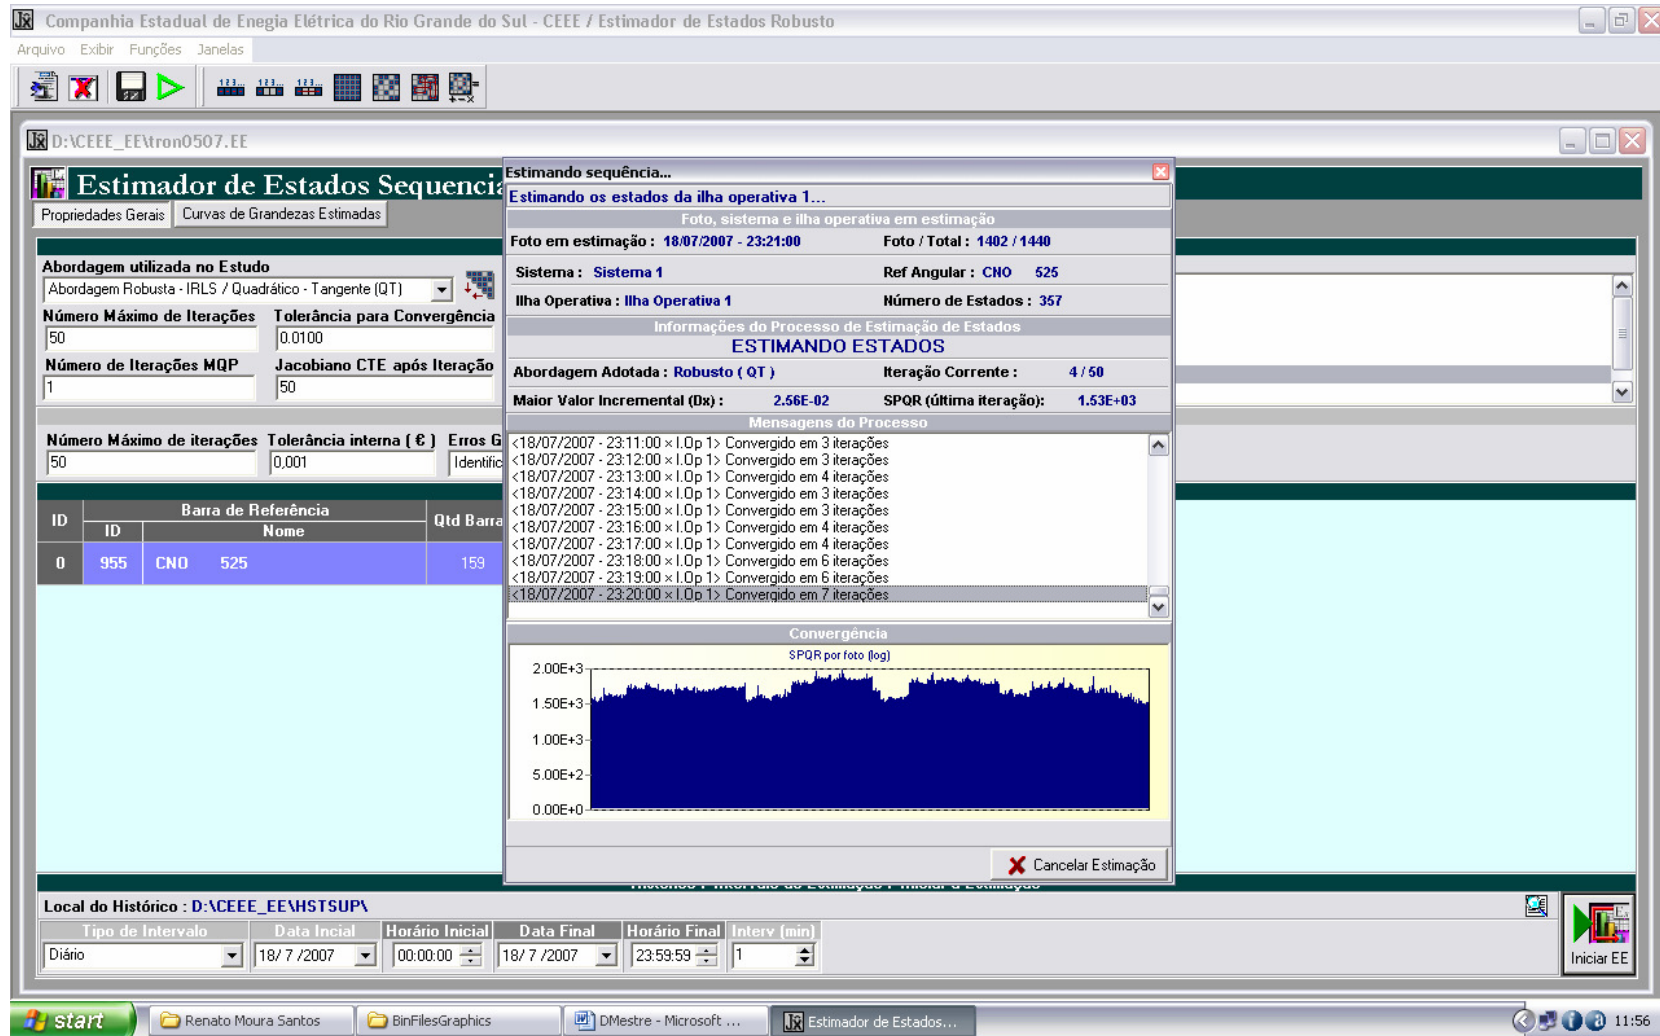 Companhia Estadual de Enegia Elétrica do Rio Grande do Sul - CEEE / Estimador de Estados Robusto
Arquivo Exibir Funções Janelas
D:\CEEE_EE\tron0507.EE
Estimador de Estados
Propriedades Gerais Curvas de Grandezas Estimadas
Abordagem utilizada no Estudo
Abordagem Robusta - IRLS / Quadrático - Tangente (QT)
Número Máximo de Iterações Tolerância para Convergência
50 0.0100
Número de Iterações MQP Jacobiano CTE após Iteração
1 50
Número Máximo de iterações Tolerância interna ( € ) Erros
50 0,001
ID Barra de Referência Qtd
ID Nome
0 955 CNO 525 159
Estimando sequência...
Estimando os estados da ilha operativa 1...
Foto, sistema e ilha operativa em estimação
Foto em estimação : 18/07/2007 - 23:21:00 Foto / Total : 1402 / 1440
Sistema : Sistema 1 Ref Angular : CNO 525
Ilha Operativa : Ilha Operativa 1 Número de Estados : 357
Informações do Processo de Estimação de Estados
ESTIMANDO ESTADOS
Abordagem Adotada : Robusto ( QT ) Iteração Corrente : 4 / 50
Maior Valor Incremental (Dx) : 2.56E-02 SPQR (última iteração): 1.53E+03
Mensagens do Processo
<18/07/2007 - 23:11:00 × I.Op 1> Convergido em 3 iterações
<18/07/2007 - 23:12:00 × I.Op 1> Convergido em 3 iterações
<18/07/2007 - 23:13:00 × I.Op 1> Convergido em 4 iterações
<18/07/2007 - 23:14:00 × I.Op 1> Convergido em 3 iterações
<18/07/2007 - 23:15:00 × I.Op 1> Convergido em 3 iterações
<18/07/2007 - 23:16:00 × I.Op 1> Convergido em 4 iterações
<18/07/2007 - 23:17:00 × I.Op 1> Convergido em 4 iterações
<18/07/2007 - 23:18:00 × I.Op 1> Convergido em 6 iterações
<18/07/2007 - 23:19:00 × I.Op 1> Convergido em 6 iterações
<18/07/2007 - 23:20:00 × I.Op 1> Convergido em 7 iterações
Convergência
SPQR por foto (log)
2.00E+3
1.50E+3
1.00E+3
5.00E+2
0.00E+0
Cancelar Estimação
Local do Histórico : D:\CEEE_EE\HSTSUP\
Tipo de Intervalo Data Incial Horário Inicial Data Final Horário Final Interv (min)
Diário 18/ 7 /2007 00:00:00 18/ 7 /2007 23:59:59 1
Iniciar EE
start Renato Moura Santos BinFilesGraphics DMestre - Microsoft ... Estimador de Estados... 11:56